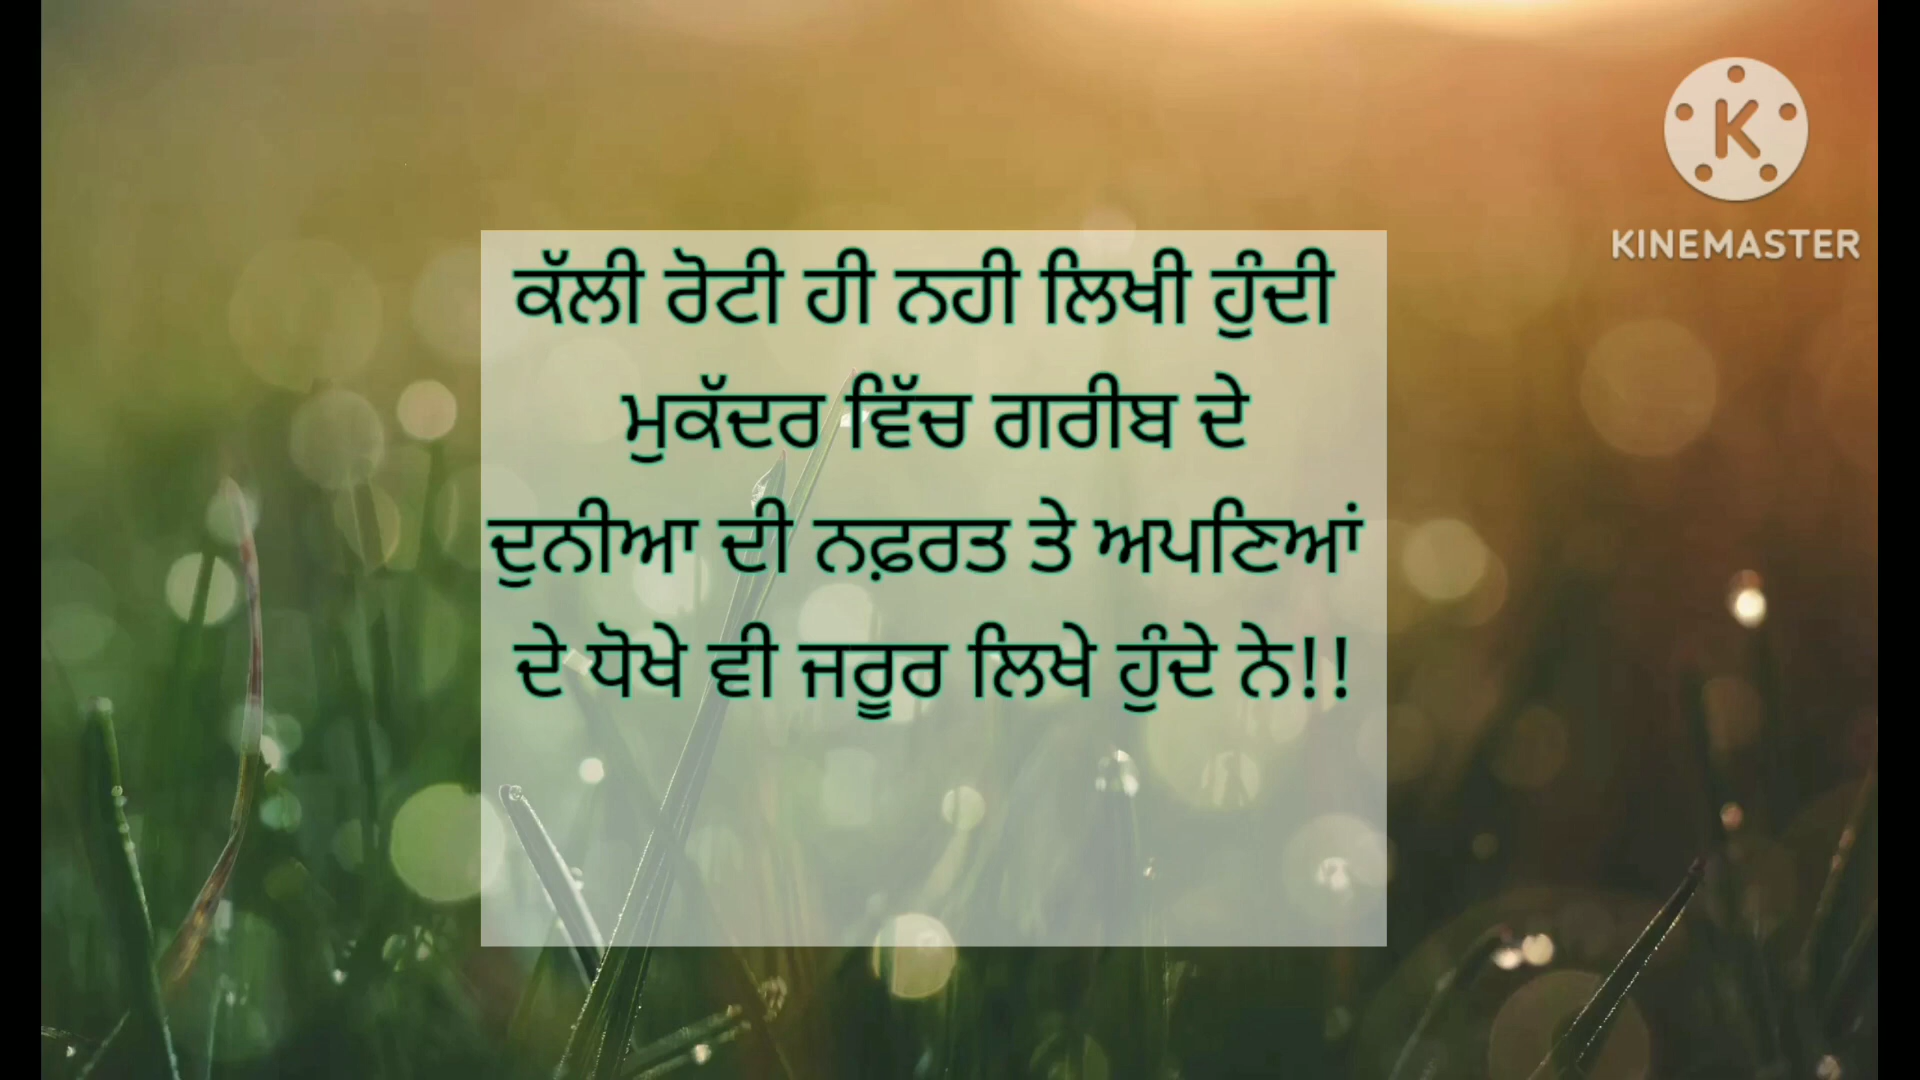 ਕੱਲੀ ਰੋਟੀ ਹੀ ਨਹੀ ਲਿਖੀ ਹੁੰਦੀ
ਮੁਕੱਦਰ ਵਿੱਚ ਗਰੀਬ ਦੇ
ਦੁਨੀਆ ਦੀ ਨਫ਼ਰਤ ਤੇ ਅਪਣਿਆਂ
ਦੇ ਧੋਖੇ ਵੀ ਜਰੂਰ ਲਿਖੇ ਹੁੰਦੇ ਨੇ!!
K
KINEMASTER